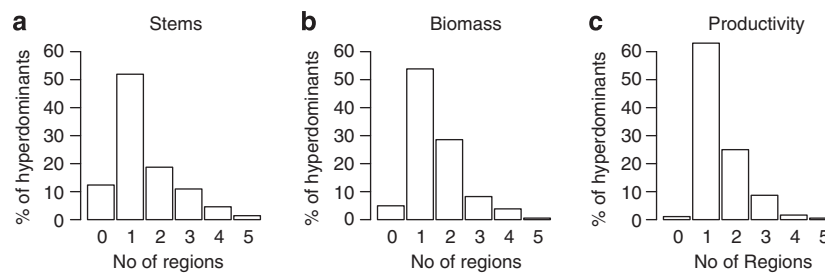 a Stems
% of hyperdominants
60
50
40
30
20
10
0
0 1 2 3 4 5
No of regions
b Biomass
% of hyperdominants
60
50
40
30
20
10
0
0 1 2 3 4 5
No of regions
c Productivity
% of hyperdominants
60
50
40
30
20
10
0
0 1 2 3 4 5
No of Regions